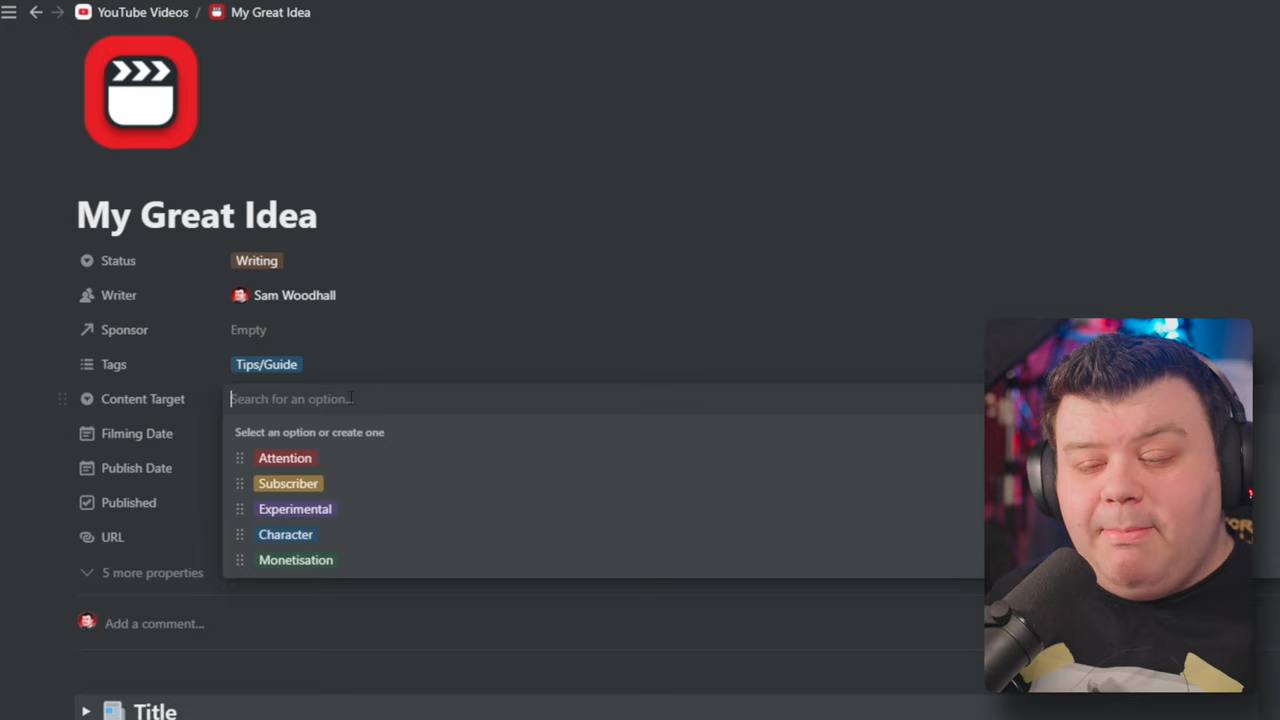 YouTube Videos / My Great Idea
My Great Idea
Status Writing
Writer Sam Woodhall
Sponsor Empty
Tags Tips/Guide
Content Target Search for an option...
Select an option or create one
Filming Date
Attention
Publish Date
Subscriber
Published
Experimental
URL
Character
Monetisation
5 more properties
Add a comment...
Title